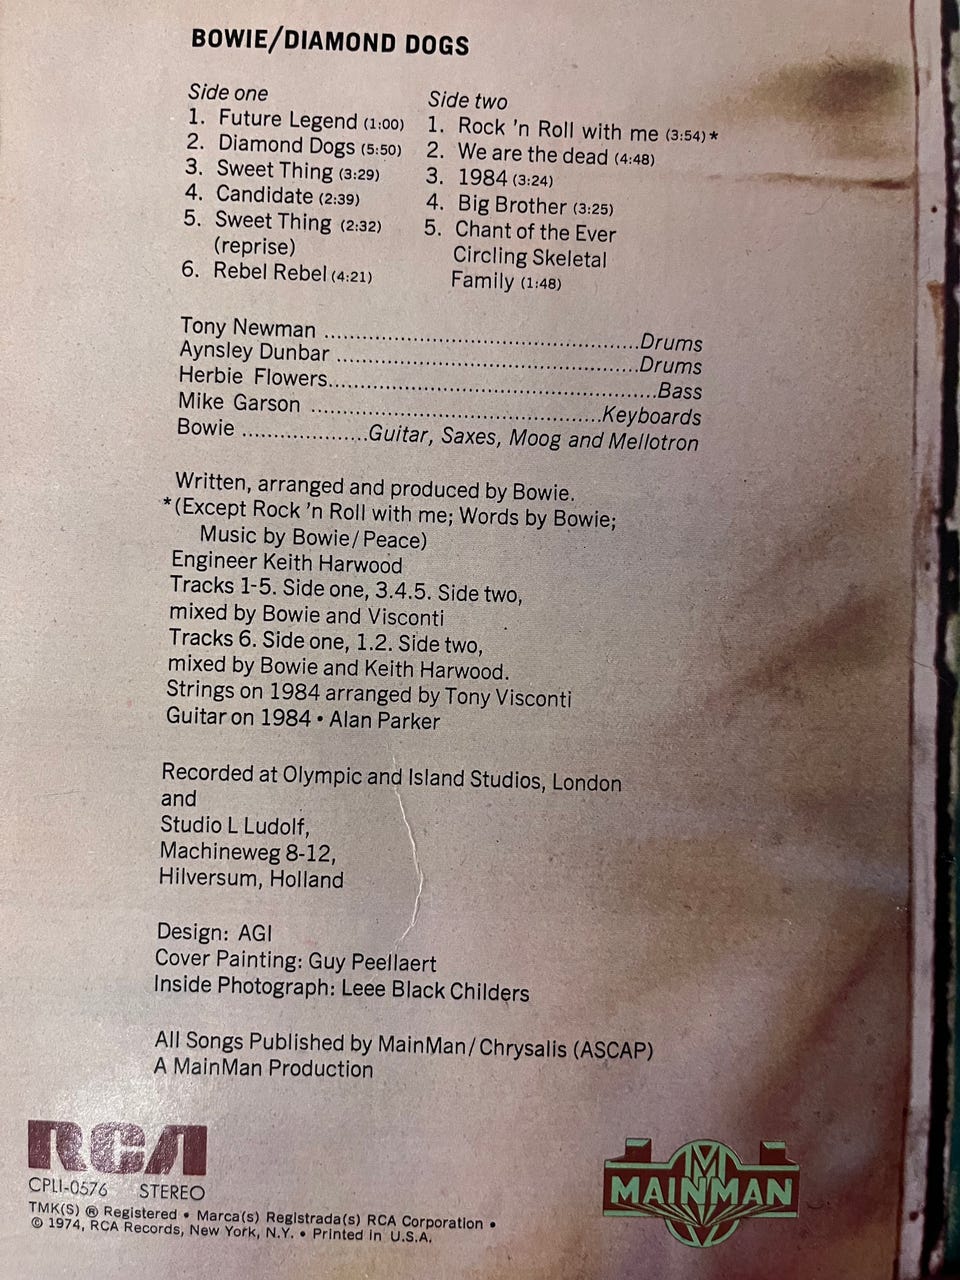 BOWIE/DIAMOND DOGS
Side one
1. Future Legend (1:00)
2. Diamond Dogs (5:50)
3. Sweet Thing (3:29)
4. Candidate (2:39)
5. Sweet Thing (2:32)
(reprise)
6. Rebel Rebel (4:21)
Side two
1. Rock 'n Roll with me (3:54)*
2. We are the dead (4:48)
3. 1984 (3:24)
4. Big Brother (3:25)
5. Chant of the Ever
Circling Skeletal
Family (1:48)
Tony Newman ........................................Drums
Aynsley Dunbar ......................................Drums
Herbie Flowers..........................................Bass
Mike Garson .....................................Keyboards
Bowie ....................Guitar, Saxes, Moog and Mellotron
Written, arranged and produced by Bowie.
*(Except Rock 'n Roll with me; Words by Bowie;
Music by Bowie/Peace)
Engineer Keith Harwood
Tracks 1-5. Side one, 3.4.5. Side two,
mixed by Bowie and Visconti
Tracks 6. Side one, 1.2. Side two,
mixed by Bowie and Keith Harwood.
Strings on 1984 arranged by Tony Visconti
Guitar on 1984 • Alan Parker
Recorded at Olympic and Island Studios, London
and
Studio L Ludolf,
Machineweg 8-12,
Hilversum, Holland
Design: AGI
Cover Painting: Guy Peellaert
Inside Photograph: Leee Black Childers
All Songs Published by MainMan/Chrysalis (ASCAP)
A MainMan Production
RCA
CPLI-0576 STEREO
TMK(S) ® Registered • Marca(s) Registrada(s) RCA Corporation •
© 1974, RCA Records, New York, N.Y. • Printed in U.S.A.
M
MAINMAN